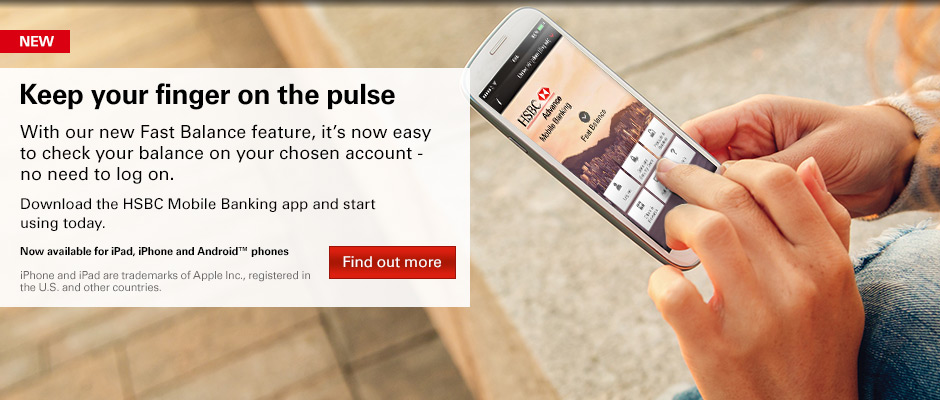 NEW
Keep your finger on the pulse
With our new Fast Balance feature, it's now easy
to check your balance on your chosen account -
no need to log on.
Download the HSBC Mobile Banking app and start
using today.
Now available for iPad, iPhone and Android™ phones
iPhone and iPad are trademarks of Apple Inc., registered in
the U.S. and other countries.
Find out more
HSBC Advance
Mobile Banking
Fast Balance
?